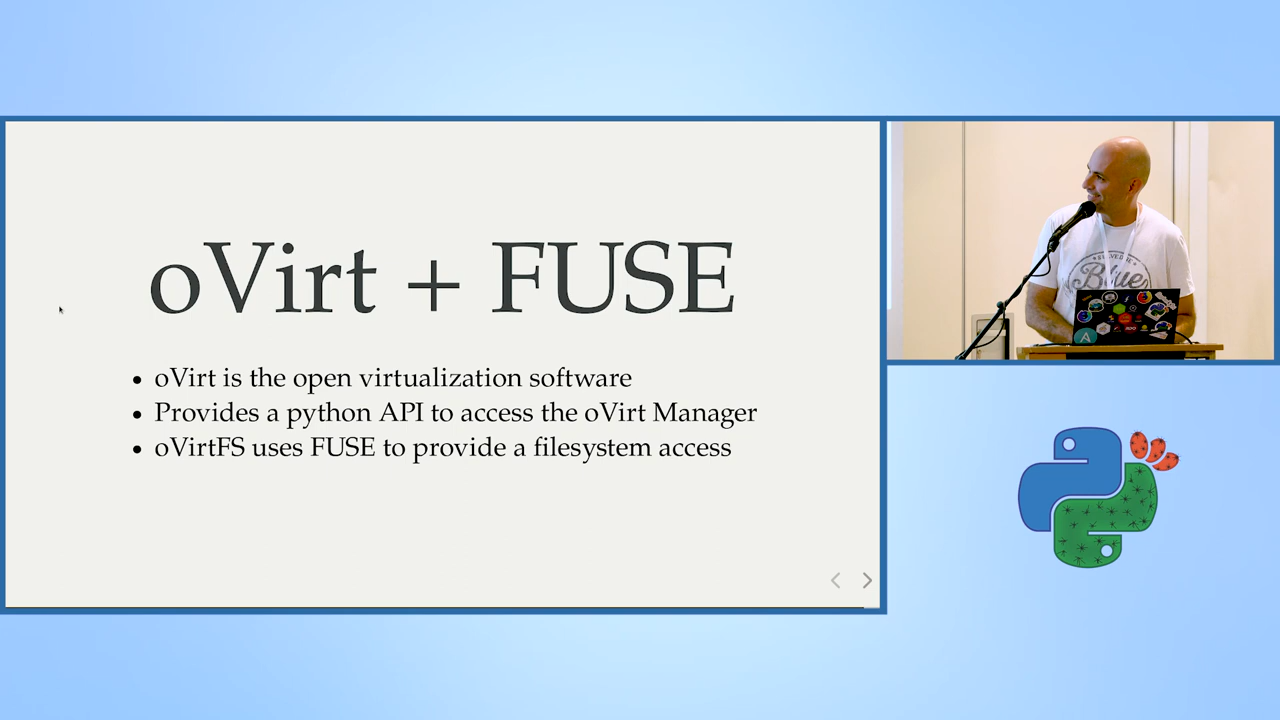 oVirt + FUSE
oVirt is the open virtualization software
Provides a python API to access the oVirt Manager
oVirtFS uses FUSE to provide a filesystem access
Blue